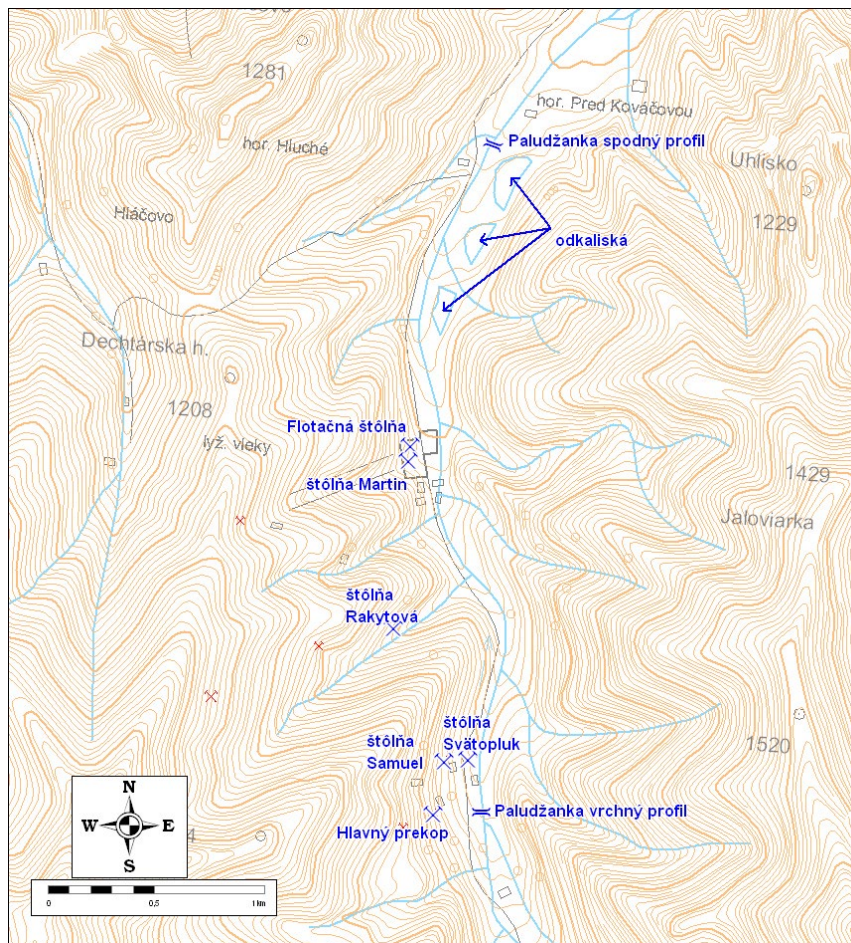 1281
hor. Pred Kováčovou
hor. Hluché
Paludžanka spodný profil
Uhlisko
Hláčovo
1229
odkaliská
Dechtárska h.
1208
Flotačná štôlňa
lyž. vleky
štôlňa Martin
1429
Jaloviarka
štôlňa
Rakytová
štôlňa
Svätopluk
štôlňa
Samuel
1520
Paludžanka vrchný profil
Hlavný prekop
N
W E
S
4
0 0,5 1 km